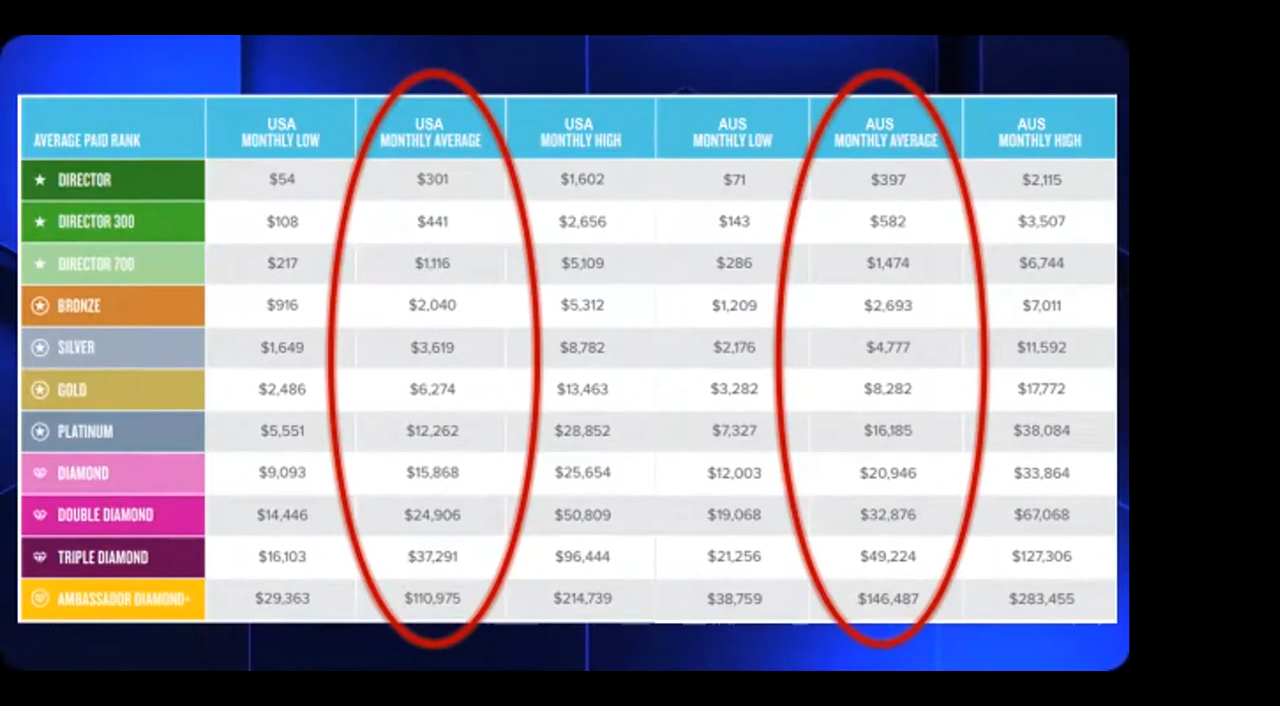 AVERAGE PAID RANK USA MONTHLY LOW USA MONTHLY AVERAGE USA MONTHLY HIGH AUS MONTHLY LOW AUS MONTHLY AVERAGE AUS MONTHLY HIGH
DIRECTOR $54 $301 $1,602 $71 $397 $2,115
DIRECTOR 300 $108 $441 $2,656 $143 $582 $3,507
DIRECTOR 700 $217 $1,116 $5,109 $286 $1,474 $6,744
BRONZE $916 $2,040 $5,312 $1,209 $2,693 $7,011
SILVER $1,649 $3,619 $8,782 $2,176 $4,777 $11,592
GOLD $2,486 $6,274 $13,463 $3,282 $8,282 $17,772
PLATINUM $5,551 $12,262 $28,852 $7,327 $16,185 $38,084
DIAMOND $9,093 $15,868 $25,654 $12,003 $20,946 $33,864
DOUBLE DIAMOND $14,446 $24,906 $50,809 $19,068 $32,876 $67,068
TRIPLE DIAMOND $16,103 $37,291 $96,444 $21,256 $49,224 $127,306
AMBASSADOR DIAMOND+ $29,363 $110,975 $214,739 $38,759 $146,487 $283,455